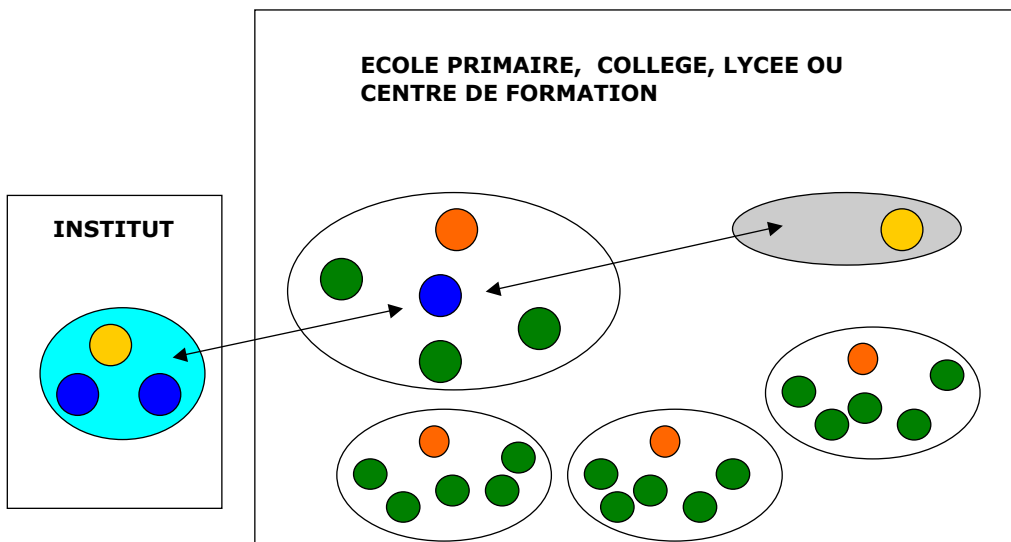 ECOLE PRIMAIRE, COLLEGE, LYCEE OU
CENTRE DE FORMATION
INSTITUT